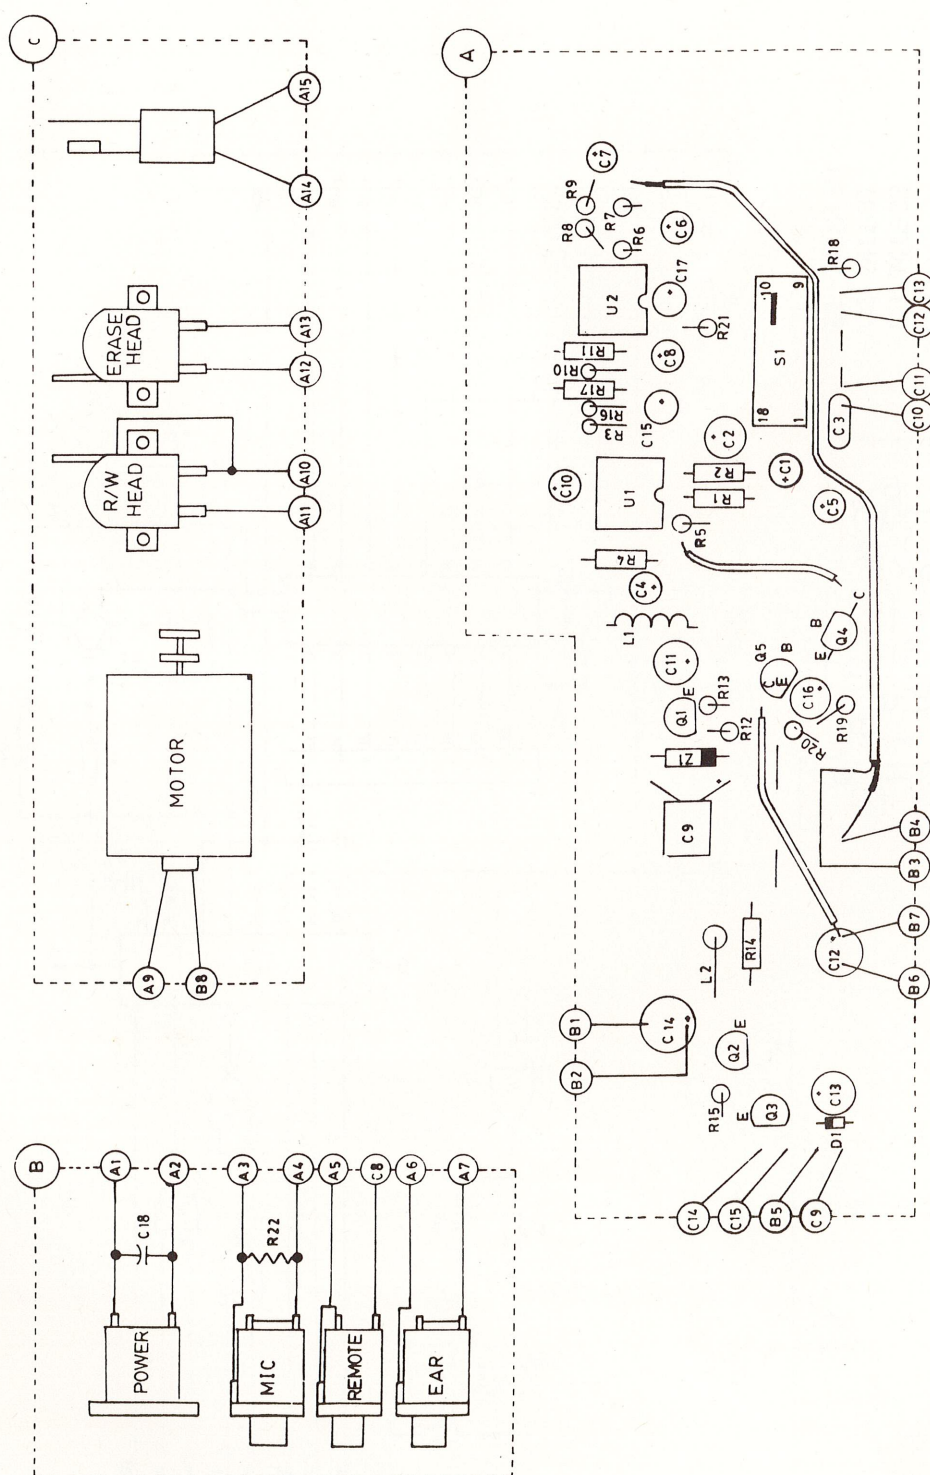 C
A15
A14
ERASE
HEAD
A13
A12
R/W
HEAD
A10
A11
MOTOR
A9
B8
A
C7
R9
R8
R7
R6
C6
U2
C17
R21
R18
10
9
S1
18
1
C13
C12
C11
C10
C3
R11
R10
R17
R16
R3
C8
C15
C2
C10
U1
R2
R1
C1
C5
R5
R4
C4
L1
C11
Q1
E
R13
R12
Z1
C9
Q5
B
C
E
C16
E
B
C
Q4
R19
R20
B4
B3
B7
B6
C12
L2
R14
B1
B2
C14
Q2
E
R15
E
Q3
C13
D1
C14
C15
B5
C9
B
A1
A2
A3
A4
A5
C8
A6
A7
C18
R22
POWER
MIC
REMOTE
EAR